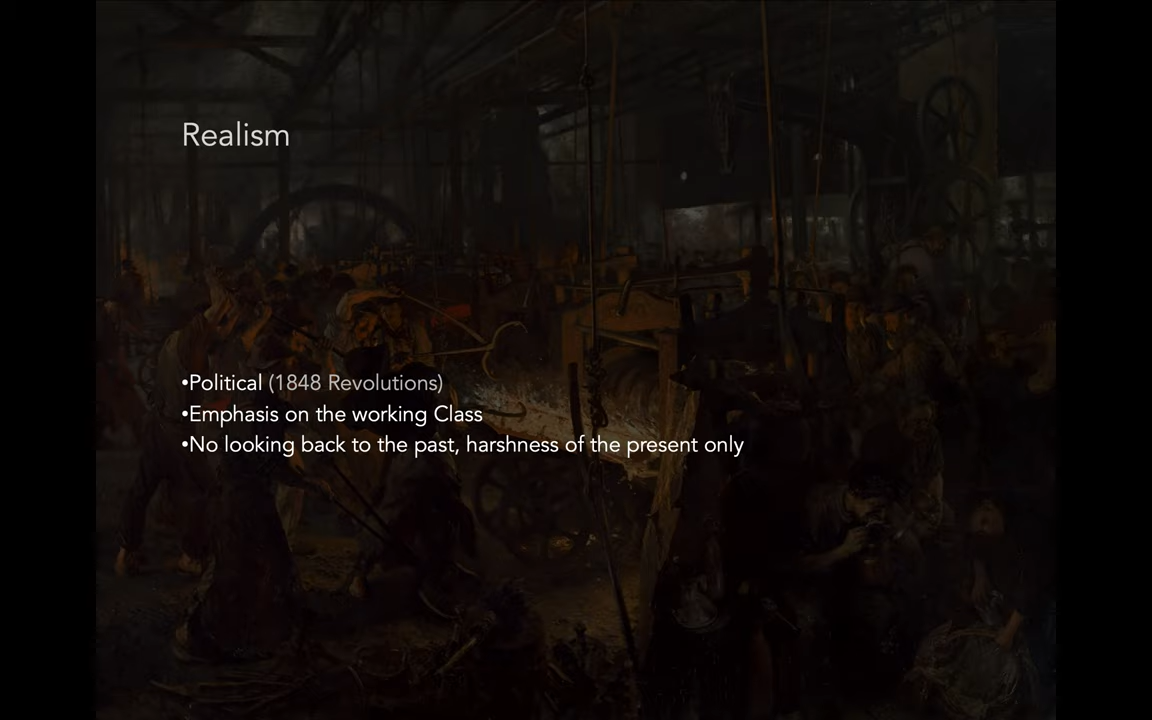 Realism
•Political (1848 Revolutions)
•Emphasis on the working Class
•No looking back to the past, harshness of the present only